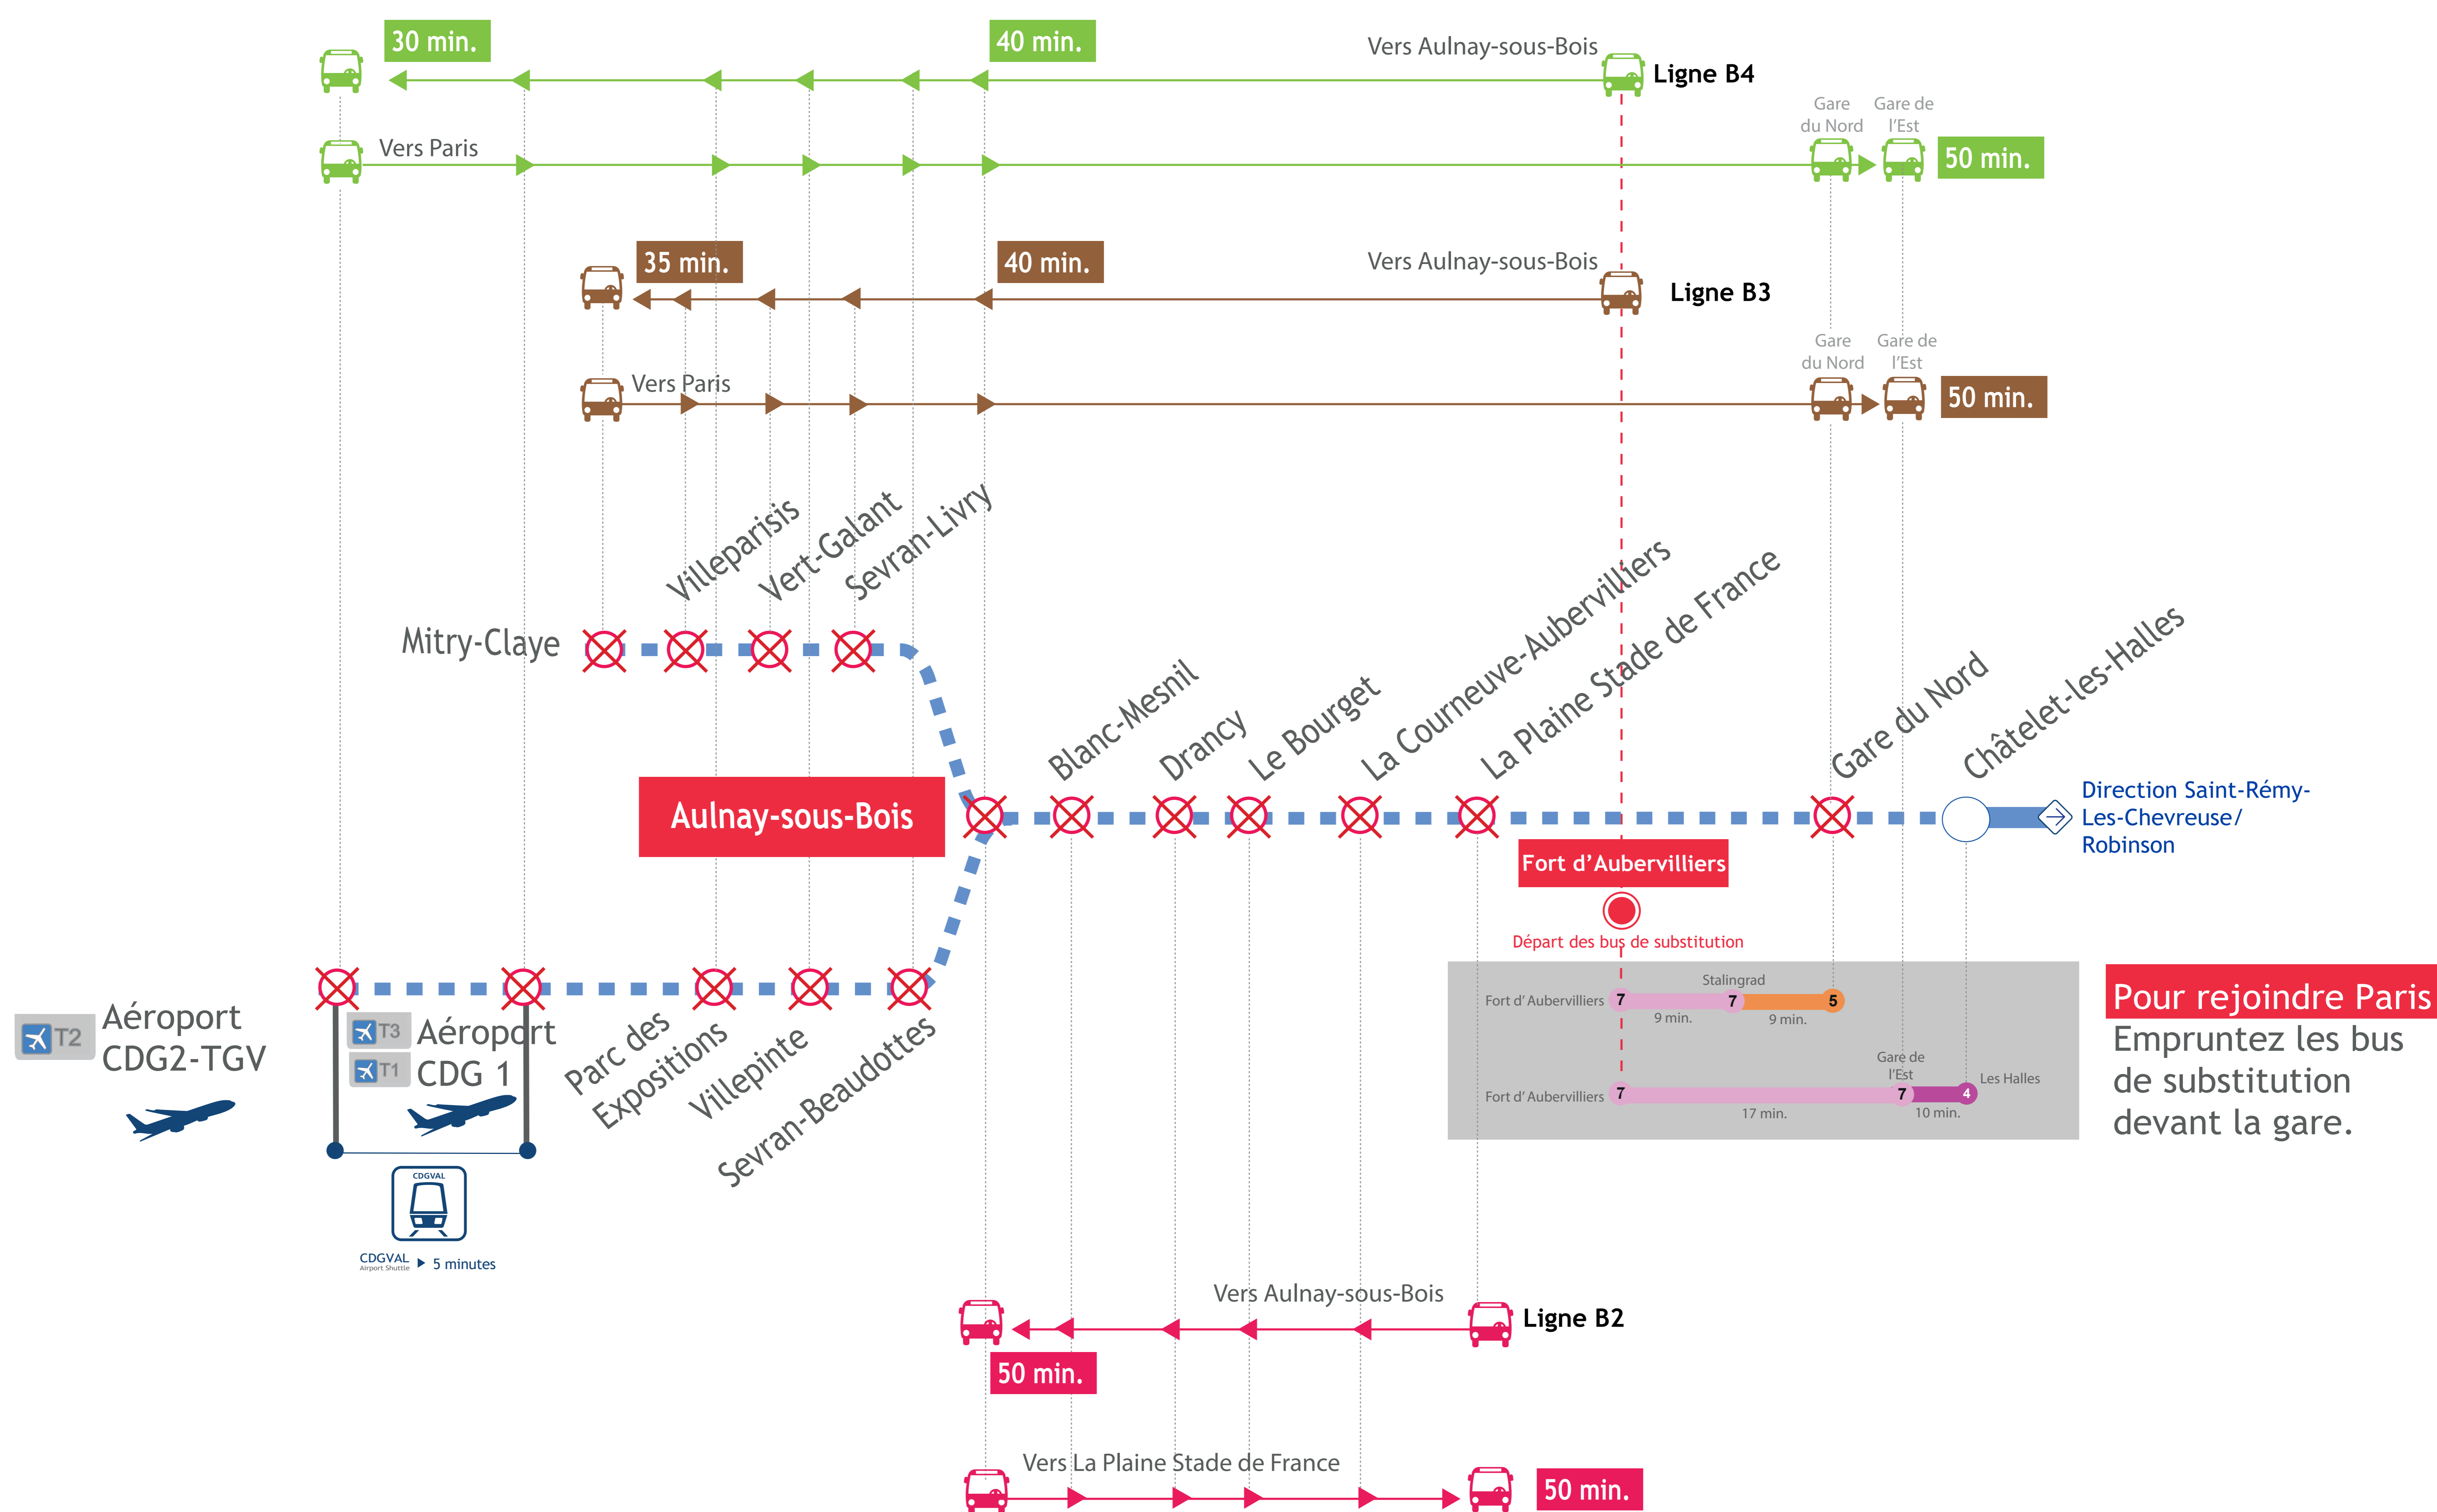 30 min.
40 min.
Vers Aulnay-sous-Bois
Ligne B4
Gare
du Nord
Gare de
l'Est
Vers Paris
50 min.
35 min.
40 min.
Vers Aulnay-sous-Bois
Ligne B3
Gare
du Nord
Gare de
l'Est
Vers Paris
50 min.
Villeparisis
Vert-Galant
Sevran-Livry
Mitry-Claye
Aulnay-sous-Bois
Blanc-Mesnil
Drancy
Le Bourget
La Courneuve-Aubervilliers
La Plaine Stade de France
Gare du Nord
Châtelet-les-Halles
Direction Saint-Rémy-
Les-Chevreuse/
Robinson
Fort d'Aubervilliers
Départ des bus de substitution
Stalingrad
Fort d' Aubervilliers
7
7
5
9 min.
9 min.
Gare de
l'Est
Les Halles
Fort d' Aubervilliers
7
7
4
17 min.
10 min.
Pour rejoindre Paris
Empruntez les bus
de substitution
devant la gare.
T2
Aéroport
CDG2-TGV
T3
T1
Aéroport
CDG 1
Parc des
Expositions
Villepinte
Sevran-Beaudottes
CDGVAL
CDGVAL
Airport Shuttle
5 minutes
Vers Aulnay-sous-Bois
Ligne B2
50 min.
Vers La Plaine Stade de France
50 min.